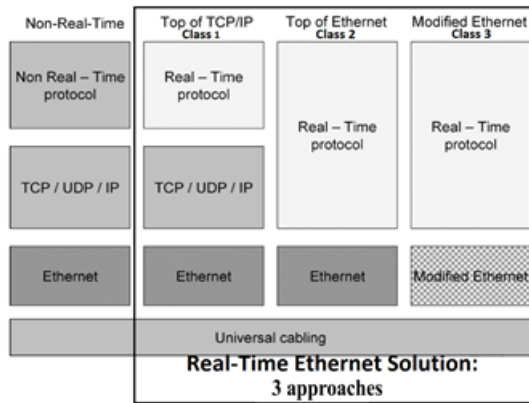 Non-Real-Time
Top of TCP/IP
Class 1
Top of Ethernet
Class 2
Modified Ethernet
Class 3
Non Real – Time
protocol
Real – Time
protocol
Real – Time
protocol
Real – Time
protocol
TCP / UDP / IP
TCP / UDP / IP
Ethernet
Ethernet
Ethernet
Modified Ethernet
Universal cabling
Real-Time Ethernet Solution:
3 approaches